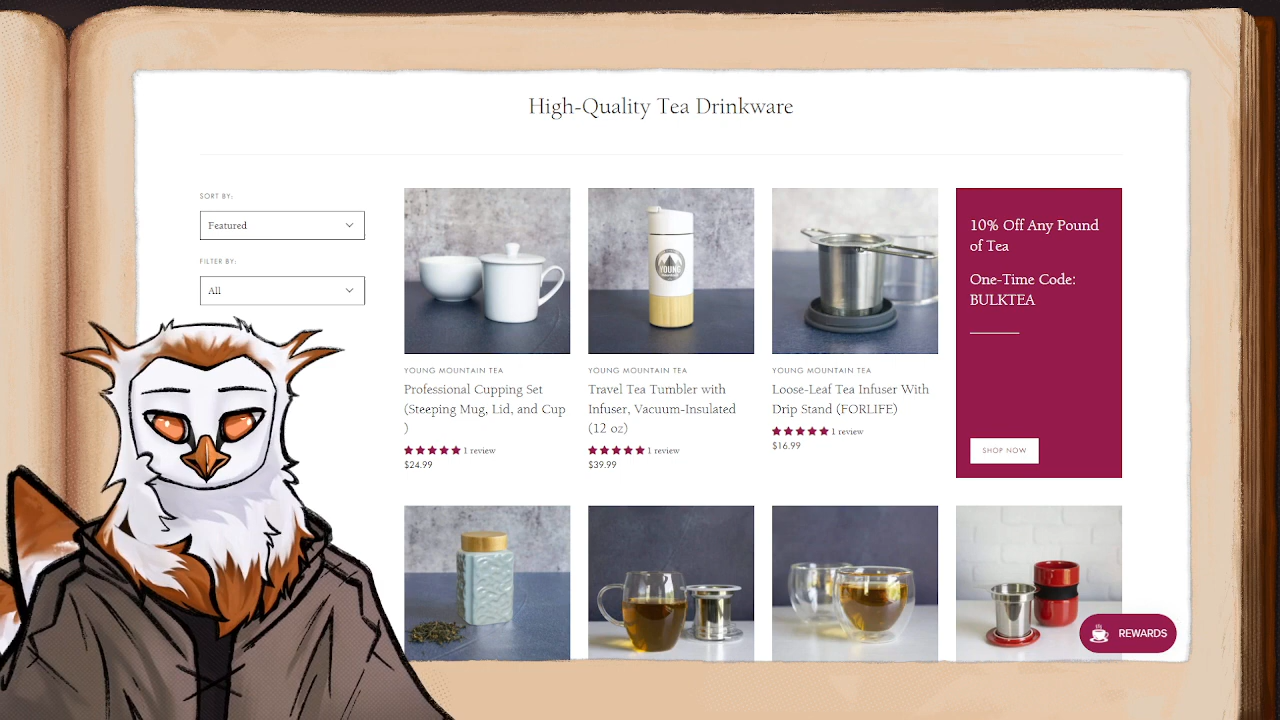 High-Quality Tea Drinkware
SORT BY:
Featured
FILTER BY:
All
YOUNG
YOUNG MOUNTAIN TEA
Professional Cupping Set
(Steeping Mug, Lid, and Cup
)
1 review
$24.99
YOUNG MOUNTAIN TEA
Travel Tea Tumbler with
Infuser, Vacuum-Insulated
(12 oz)
1 review
$39.99
YOUNG MOUNTAIN TEA
Loose-Leaf Tea Infuser With
Drip Stand (FORLIFE)
1 review
$16.99
10% Off Any Pound
of Tea
One-Time Code:
BULKTEA
SHOP NOW
REWARDS